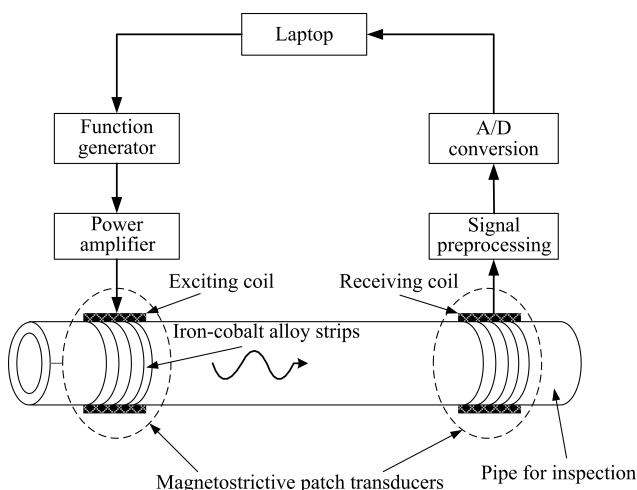 Laptop
Function
generator
A/D
conversion
Power
amplifier
Signal
preprocessing
Exciting coil
Receiving coil
Iron-cobalt alloy strips
Magnetostrictive patch transducers
Pipe for inspection